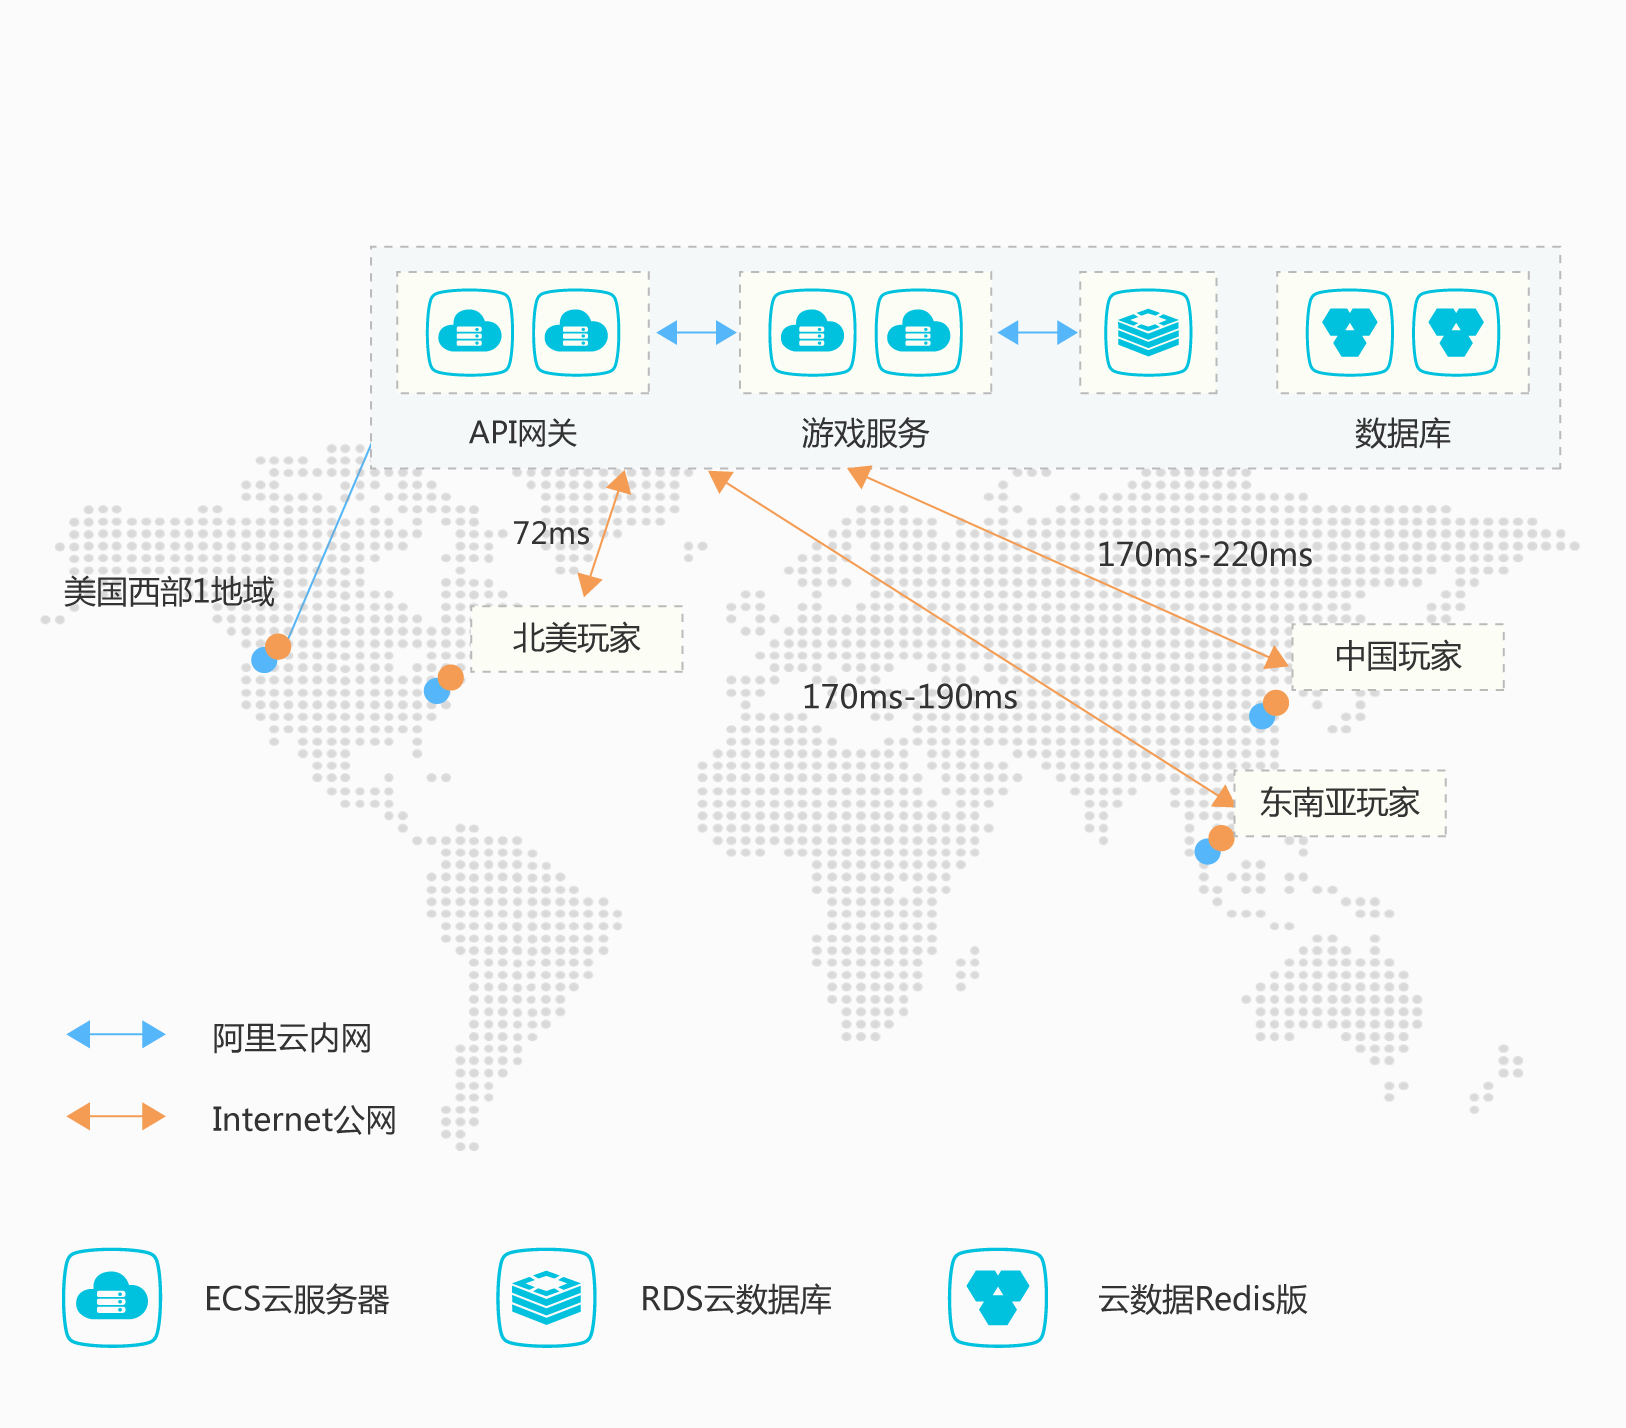 API网关
游戏服务
数据库
72ms
170ms-220ms
美国西部1地域
北美玩家
中国玩家
170ms-190ms
东南亚玩家
阿里云内网
Internet公网
ECS云服务器
RDS云数据库
云数据Redis版